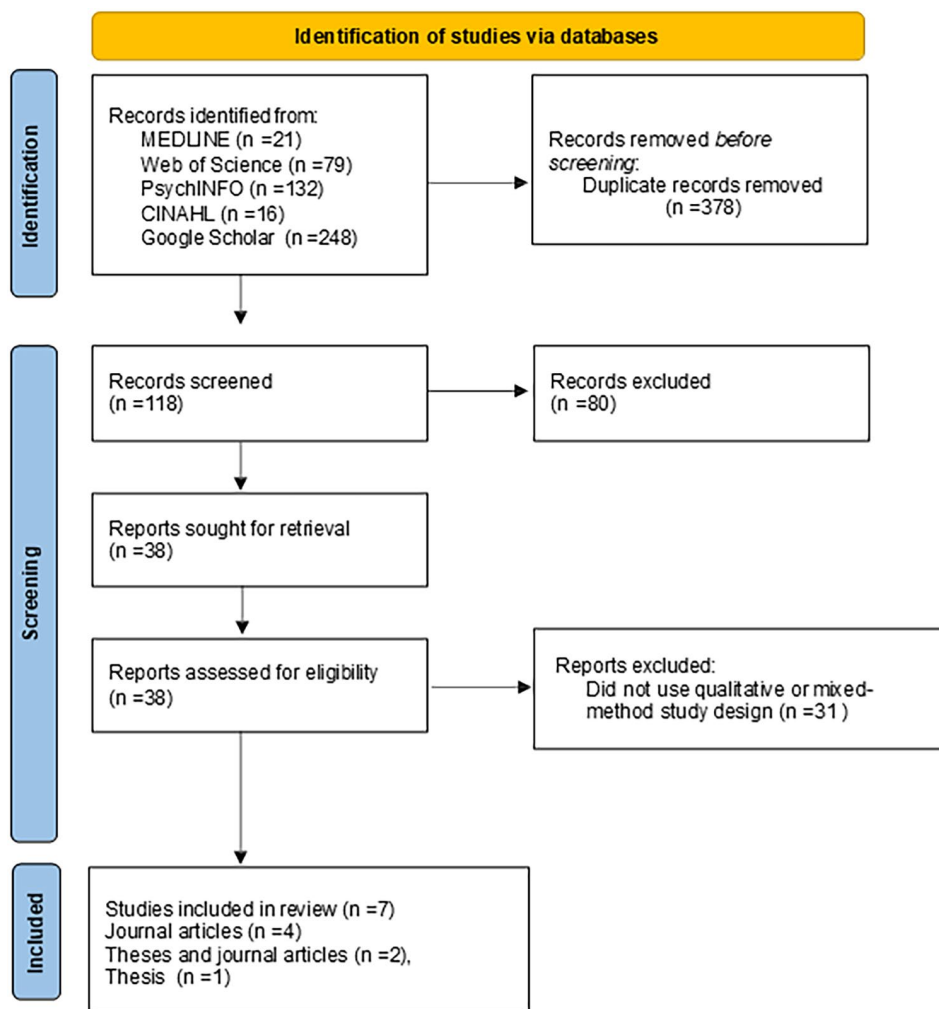 Identification of studies via databases
Identification
Records identified from:
MEDLINE (n =21)
Web of Science (n =79)
PsychINFO (n =132)
CINAHL (n =16)
Google Scholar (n =248)
Records removed before
screening:
Duplicate records removed
(n =378)
Screening
Records screened
(n =118)
Records excluded
(n =80)
Reports sought for retrieval
(n =38)
Reports assessed for eligibility
(n =38)
Reports excluded:
Did not use qualitative or mixed-
method study design (n =31 )
Included
Studies included in review (n =7)
Journal articles (n =4)
Theses and journal articles (n =2),
Thesis (n =1)